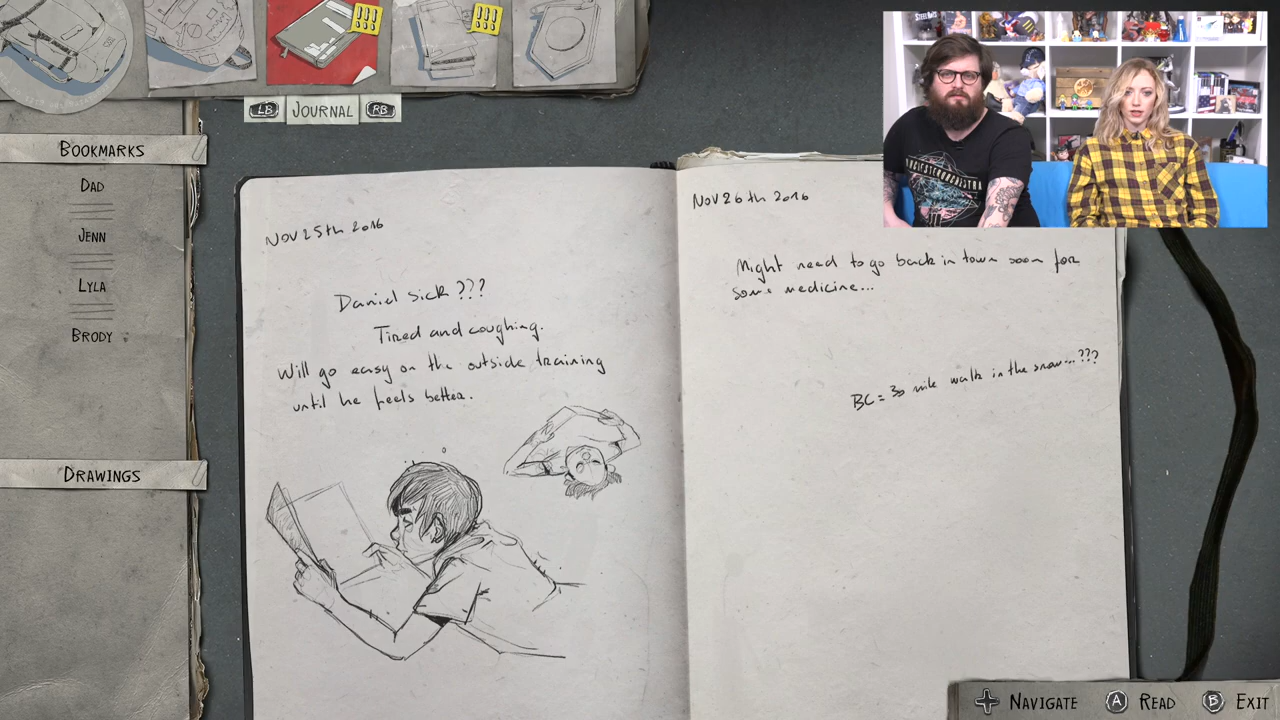 LB JOURNAL RB
BOOKMARKS
DAD
JENN
LYLA
BRODY
DRAWINGS
NOV 25th 2016
Daniel sick???
Tired and coughing.
Will go easy on the outside training
until he feels better.
NOV 26th 2016
Might need to go back in town soon for
some medicine...
BC = 30 mile walk in the snow...???
NAVIGATE A READ B EXIT